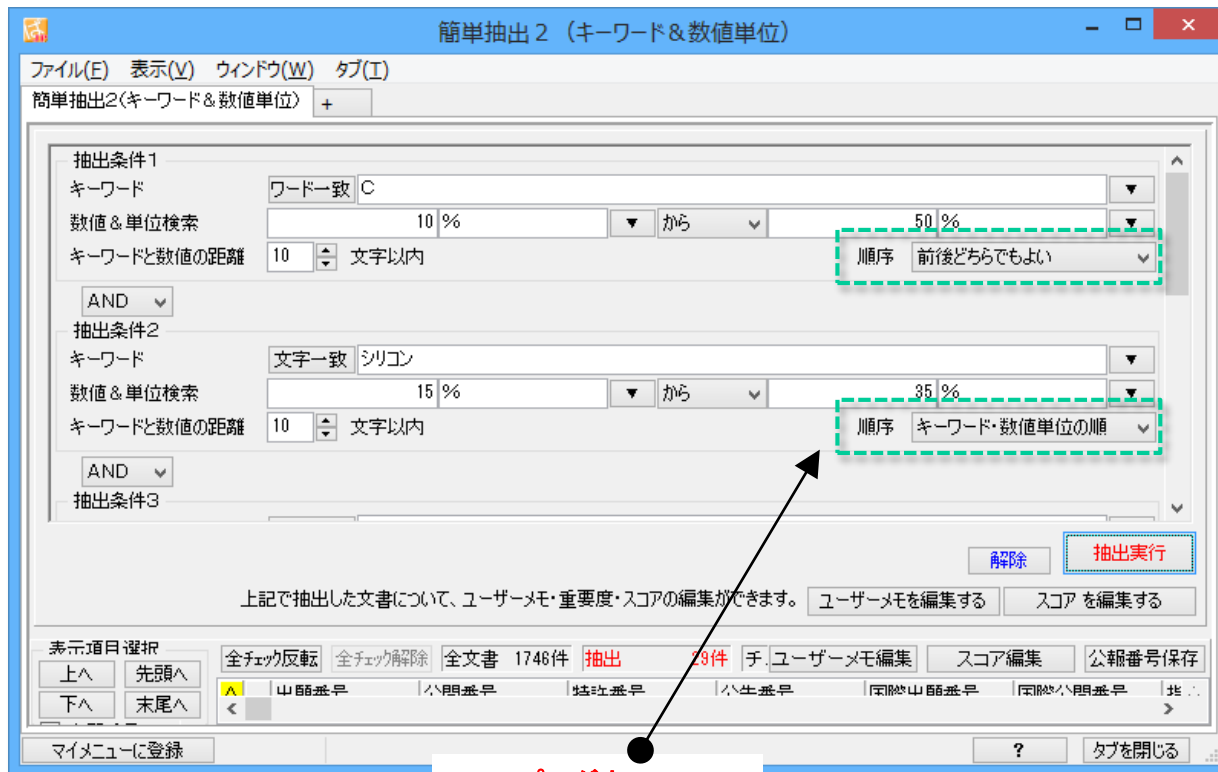 簡単抽出２（キーワード＆数値単位）
ファイル(F) 表示(V) ウィンドウ(W) タブ(T)
簡単抽出2(キーワード＆数値単位) +
抽出条件1
キーワード ワード一致 C ▼
数値＆単位検索 10 % ▼ から 50 % ▼
キーワードと数値の距離 10 文字以内 順序 前後どちらでもよい
AND
抽出条件2
キーワード 文字一致 シリコン ▼
数値＆単位検索 15 % ▼ から 35 % ▼
キーワードと数値の距離 10 文字以内 順序 キーワード・数値単位の順
AND
抽出条件3
解除 抽出実行
上記で抽出した文書について、ユーザーメモ・重要度・スコアの編集ができます。 ユーザーメモを編集する スコア を編集する
表示項目選択
全チェック反転 全チェック解除 全文書 1746件 抽出 29件 チ. ユーザーメモ編集 スコア編集 公報番号保存
上へ 先頭へ
出願番号 公開番号 特許番号 公告番号 国際出願番号 国際公開番号
下へ 末尾へ
マイメニューに登録 ? タブを閉じる